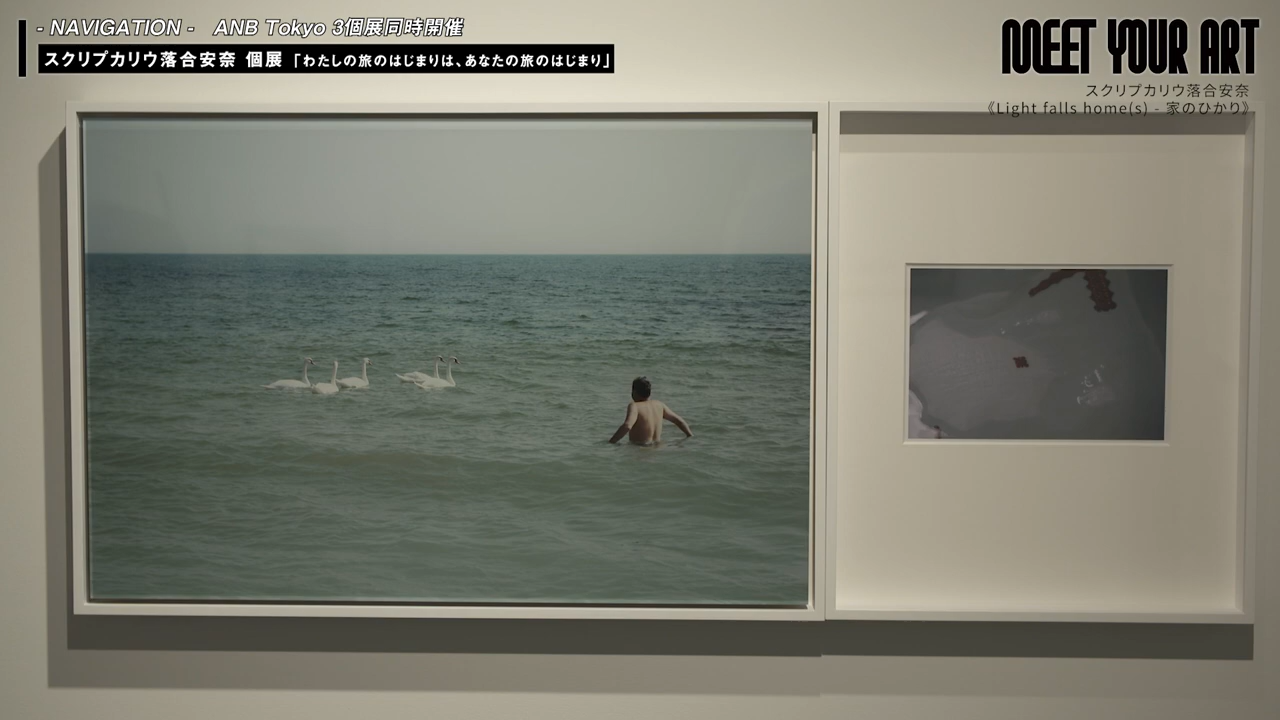 - NAVIGATION -　ANB Tokyo 3個展同時開催
スクリプカリウ落合安奈 個展「わたしの旅のはじまりは、あなたの旅のはじまり」
MEET YOUR ART
スクリプカリウ落合安奈
《Light falls home(s) - 家のひかり》